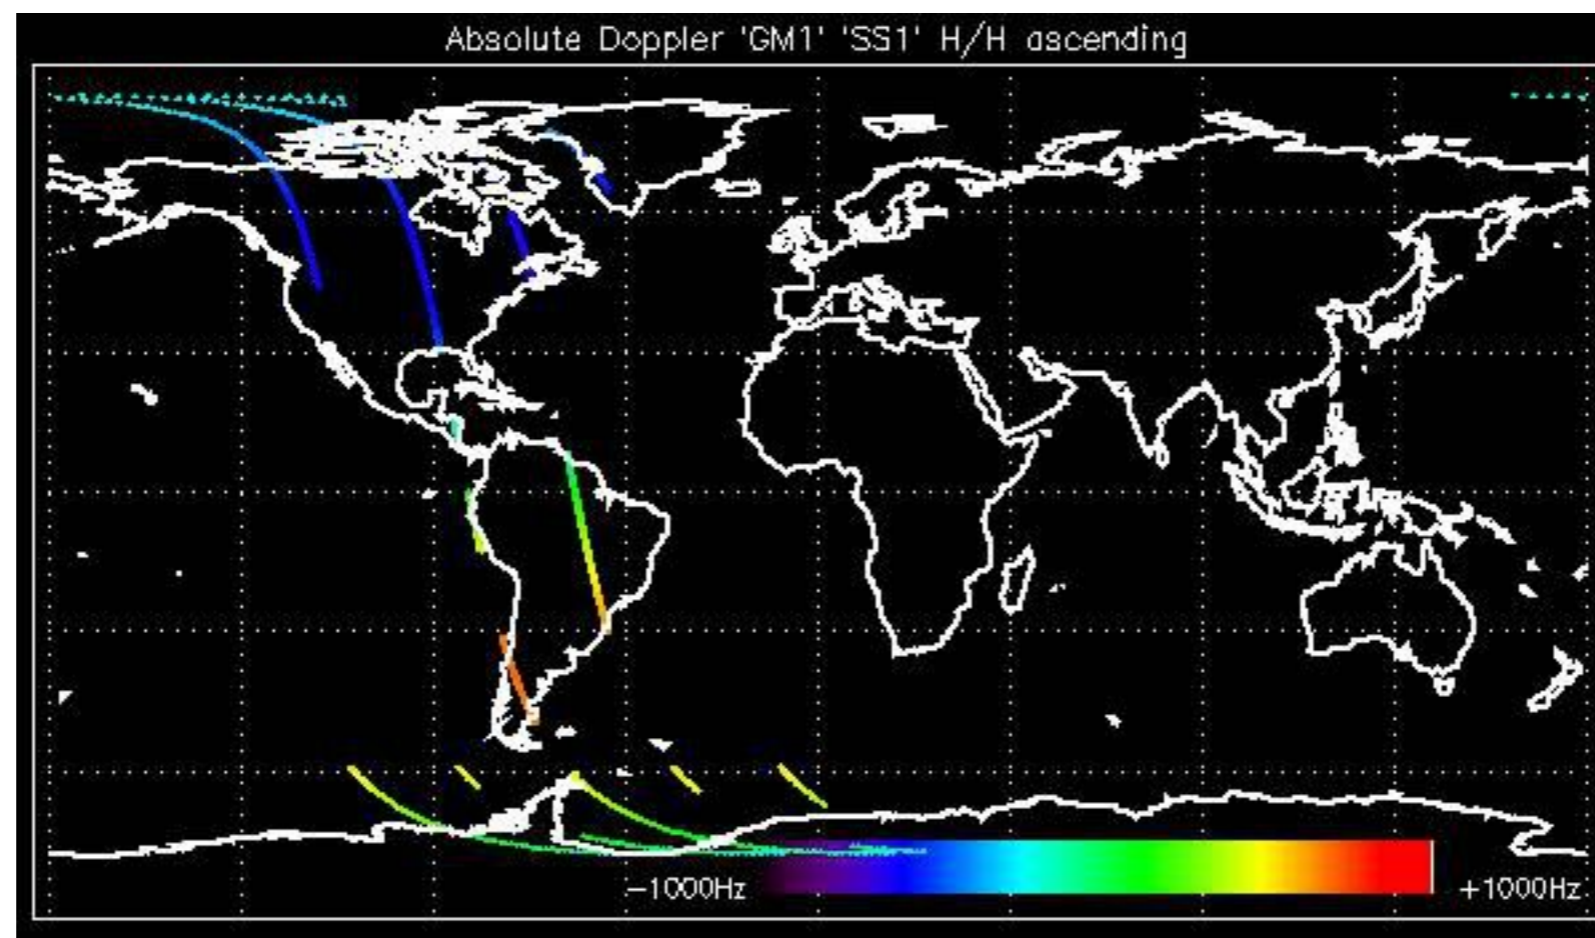 Absolute Doppler 'GM1' 'SS1' H/H ascending
−1000Hz
+1000Hz